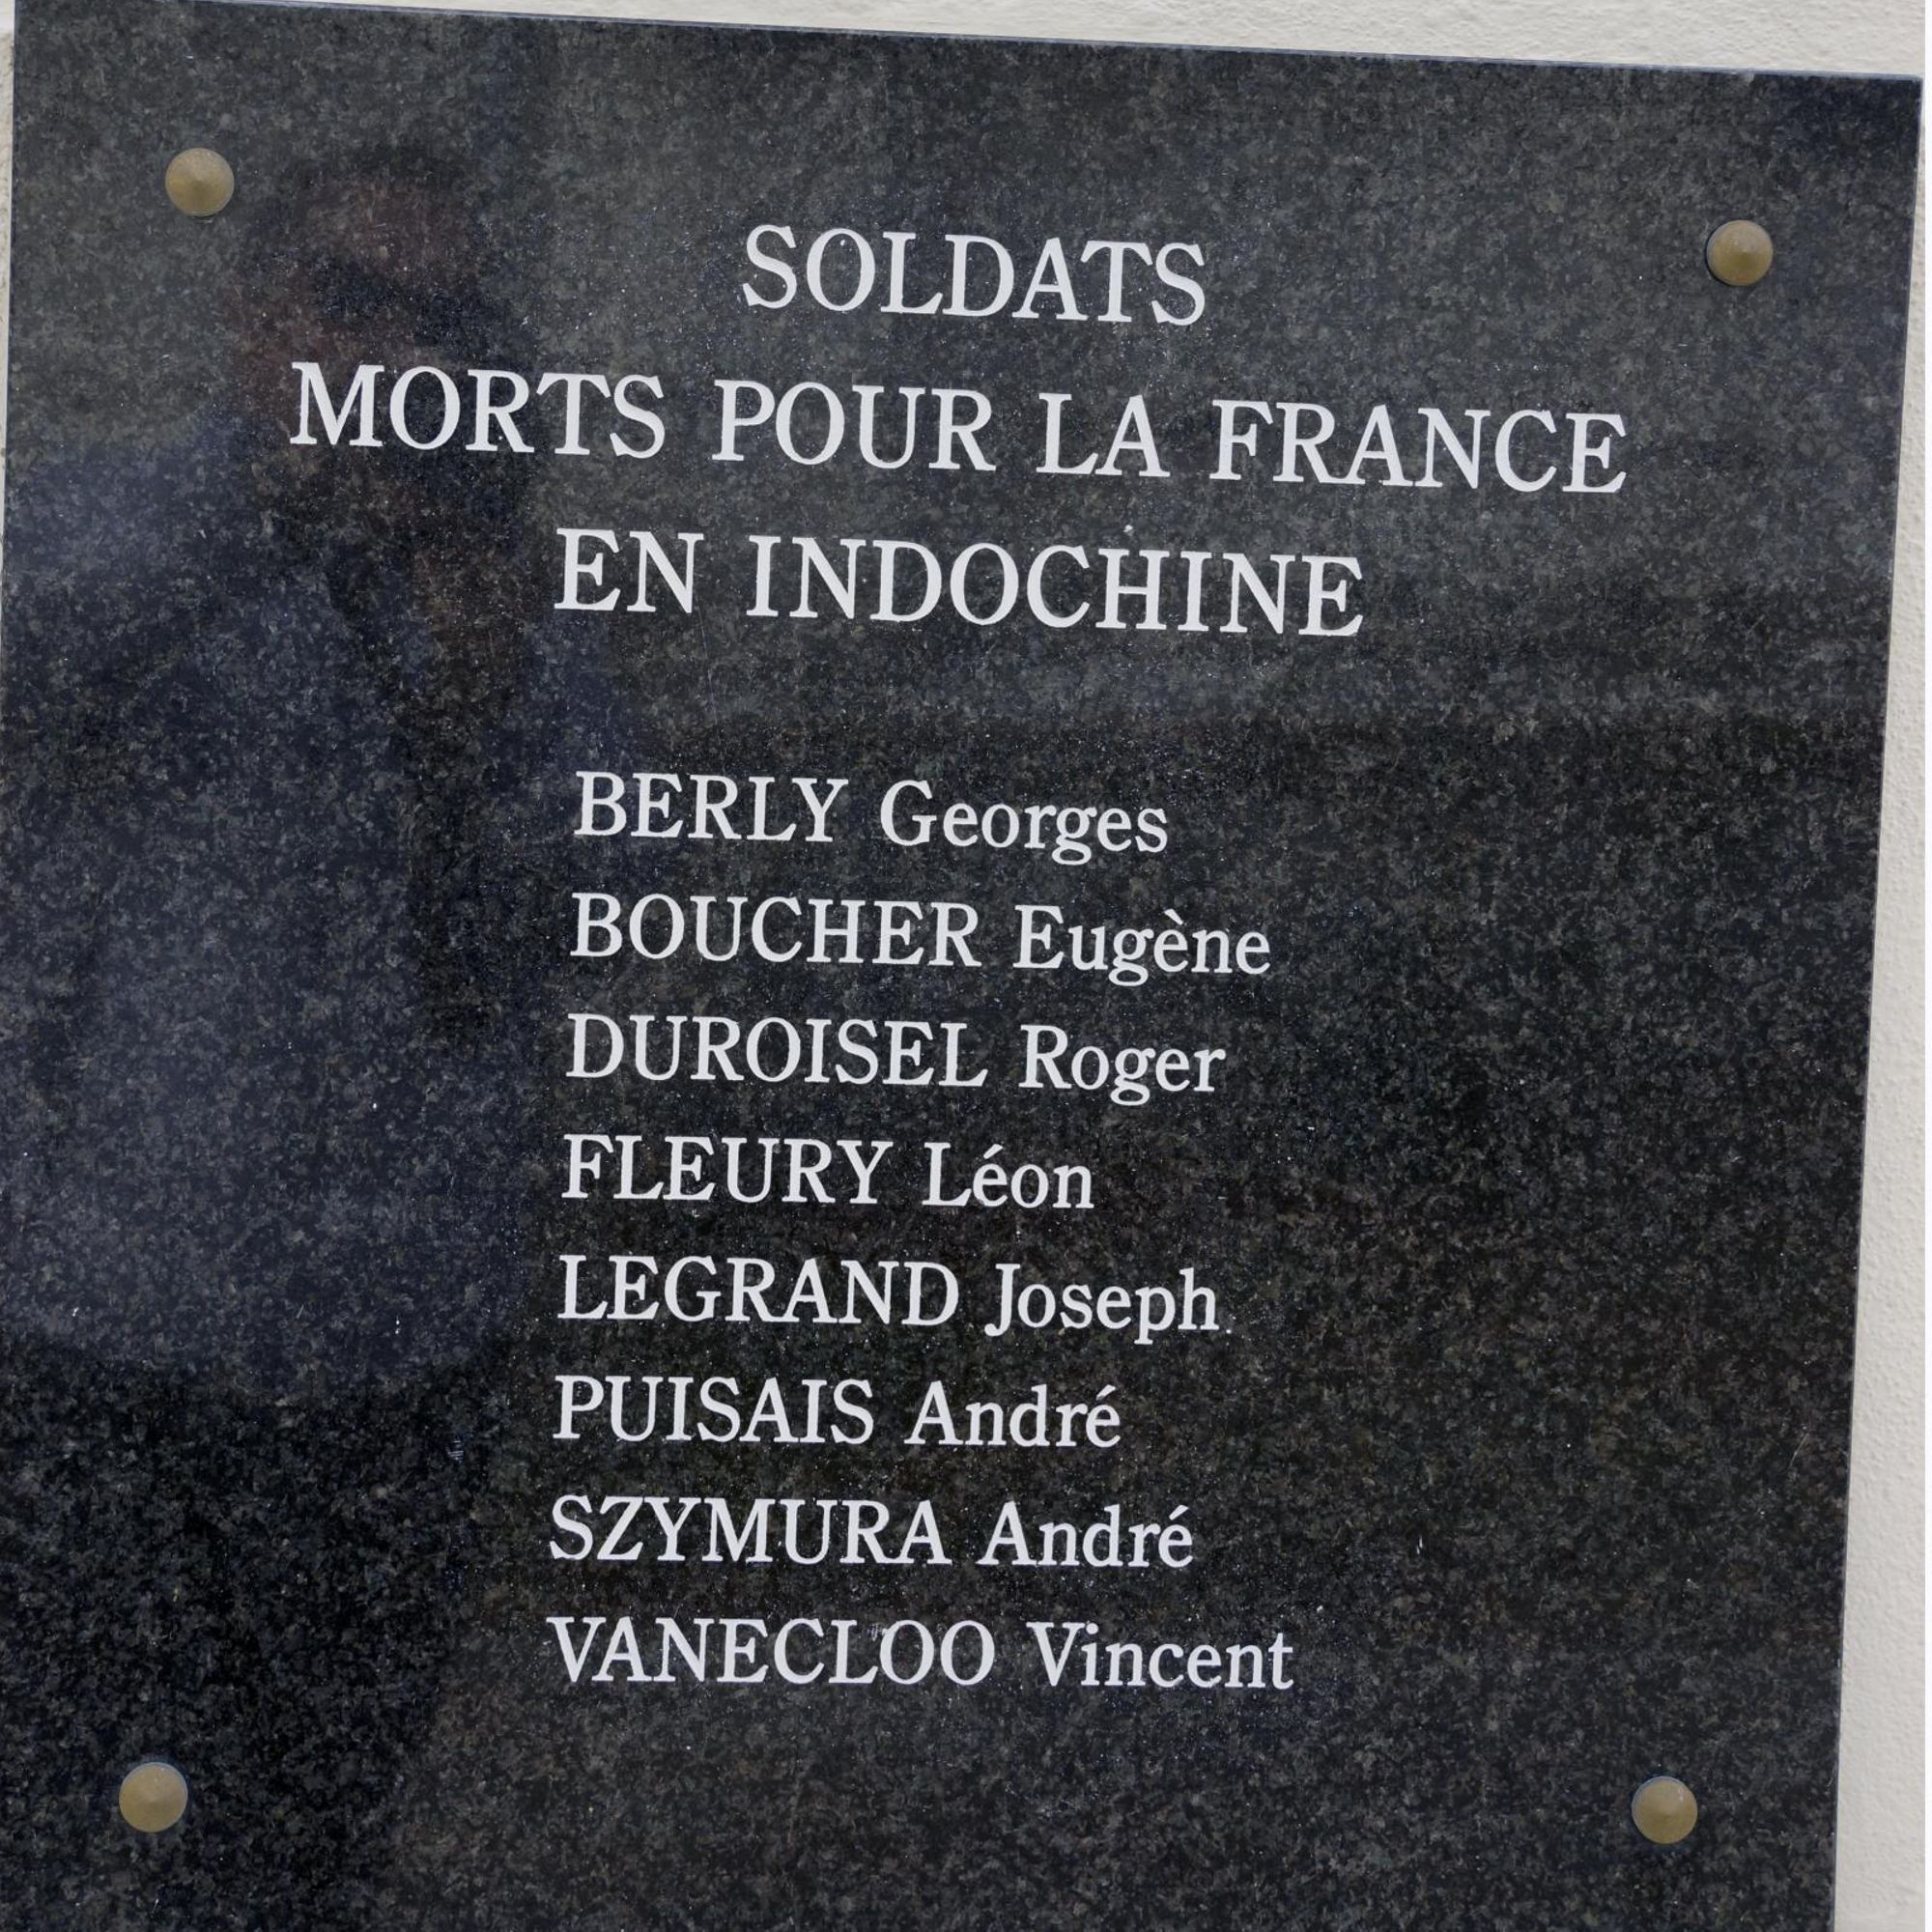 SOLDATS
MORTS POUR LA FRANCE
EN INDOCHINE
BERLY Georges
BOUCHER Eugène
DUROISEL Roger
FLEURY Léon
LEGRAND Joseph
PUISAIS André
SZYMURA André
VANECLOO Vincent